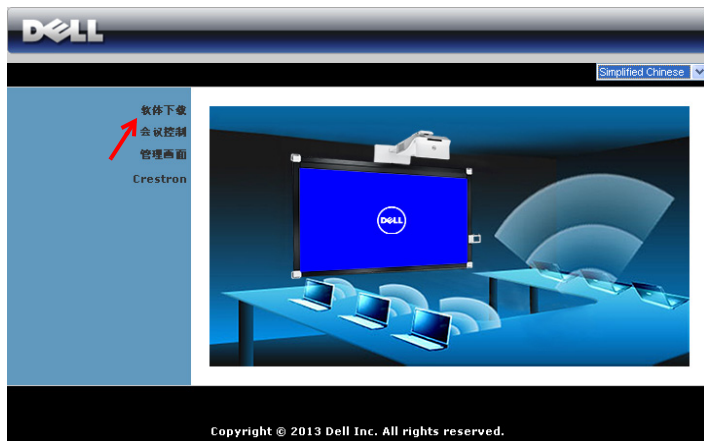 DELL
Simplified Chinese
软体下载
会议控制
管理画面
Crestron
DELL
Copyright © 2013 Dell Inc. All rights reserved.